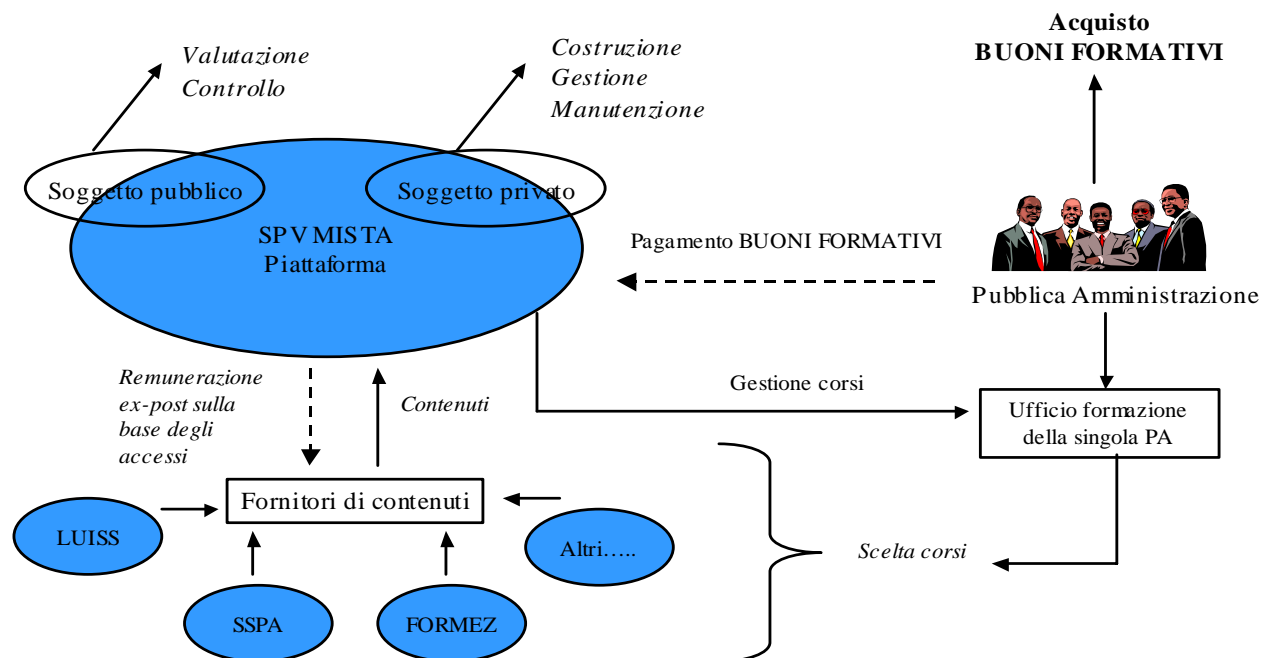 Acquisto
BUONI FORMATIVI
Valutazione
Controllo
Costruzione
Gestione
Manutenzione
Soggetto pubblico
Soggetto privato
SPV MISTA
Piattaforma
Pagamento BUONI FORMATIVI
Pubblica Amministrazione
Remunerazione
ex-post sulla
base degli
accessi
Contenuti
Gestione corsi
Ufficio formazione
della singola PA
Fornitori di contenuti
LUISS
Altri…..
SSPA
FORMEZ
Scelta corsi